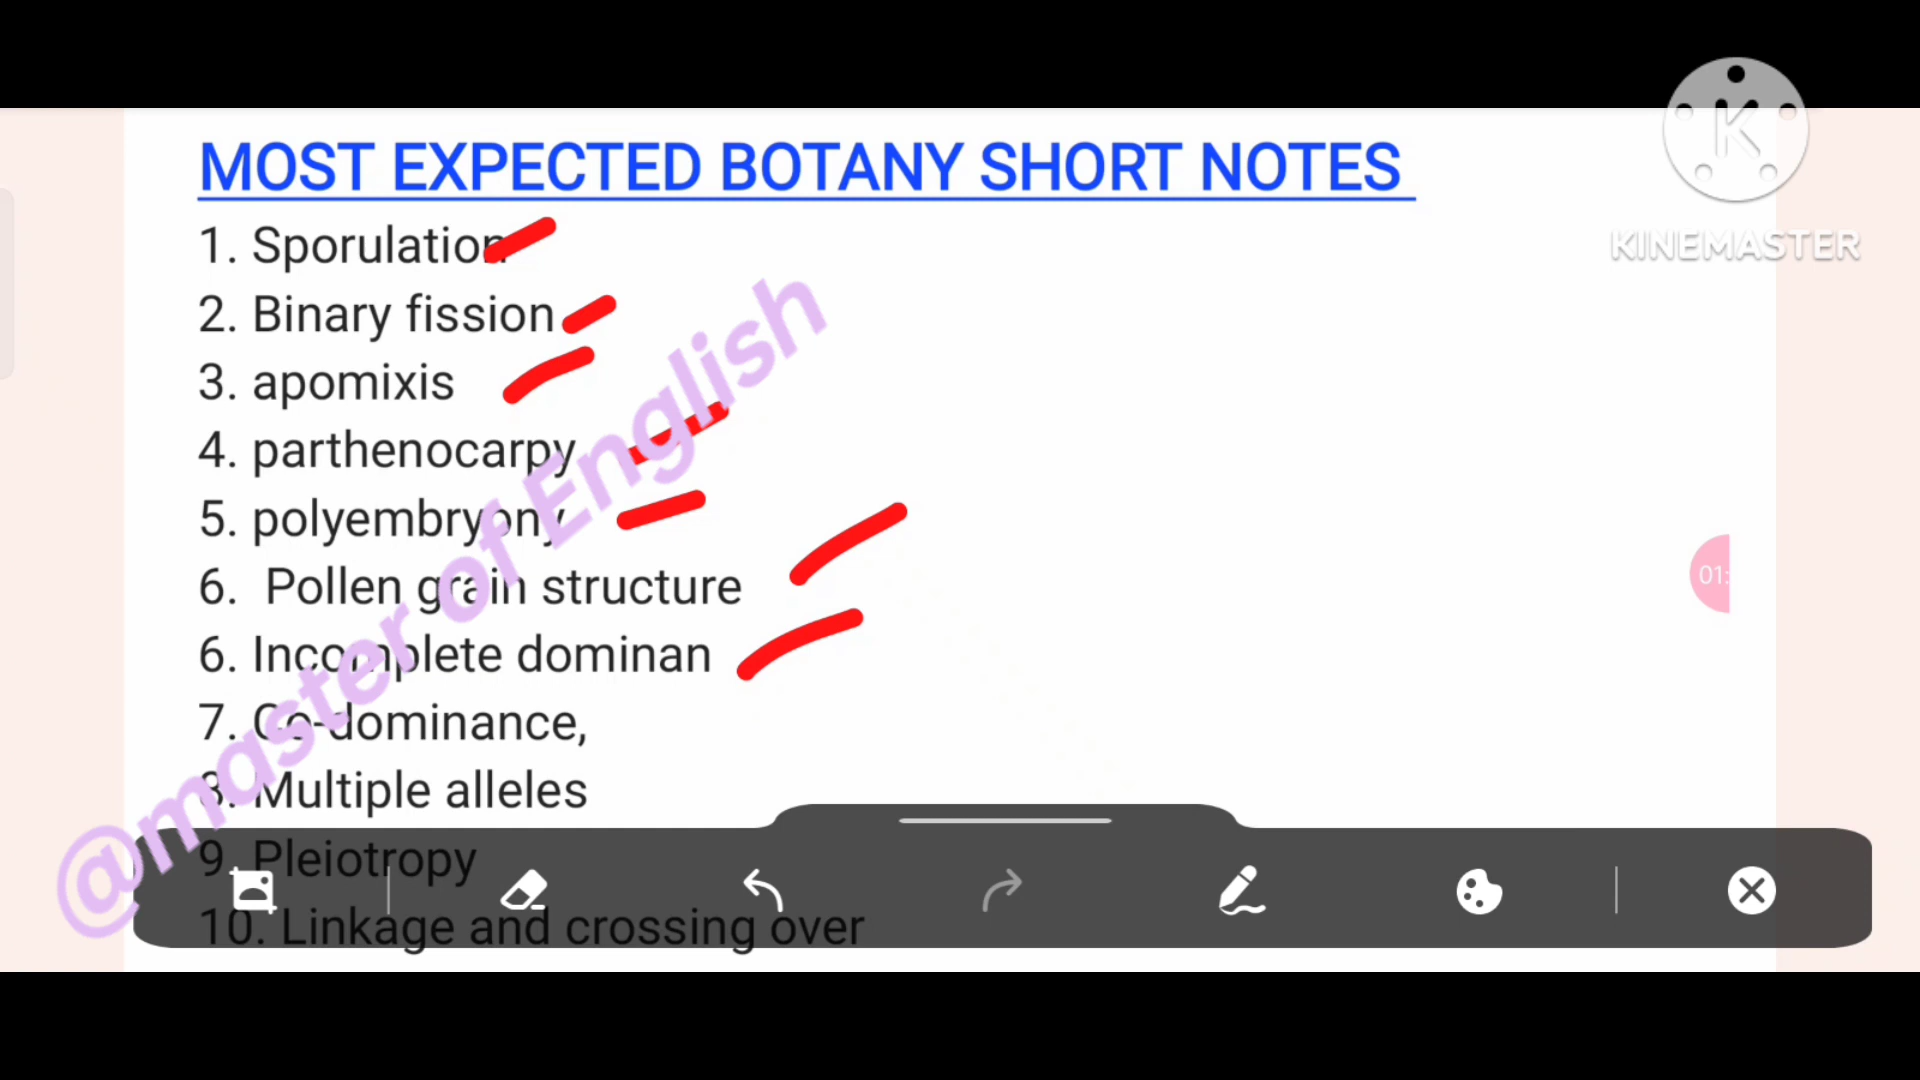 MOST EXPECTED BOTANY SHORT NOTES
1. Sporulation
2. Binary fission
3. apomixis
4. parthenocarpy
5. polyembryony
6. Pollen grain structure
6. Incomplete dominan
7. Co-dominance,
8. Multiple alleles
9. Pleiotropy
10. Linkage and crossing over
@master of English
K
KINEMASTER
01: